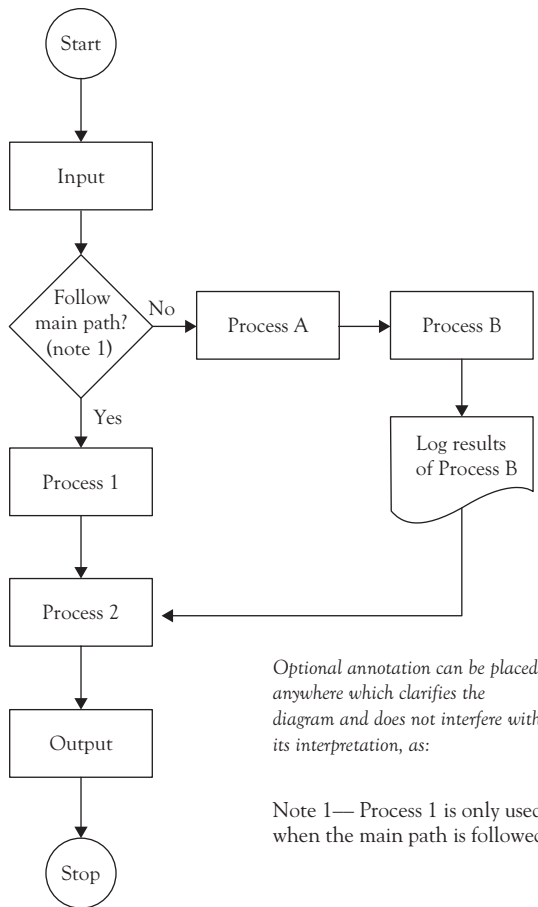 Start
Input
Follow
main path?
(note 1)
No
Process A
Process B
Yes
Log results
of Process B
Process 1
Process 2
Optional annotation can be placed
anywhere which clarifies the
diagram and does not interfere with
its interpretation, as:
Output
Note 1— Process 1 is only used
when the main path is followed
Stop